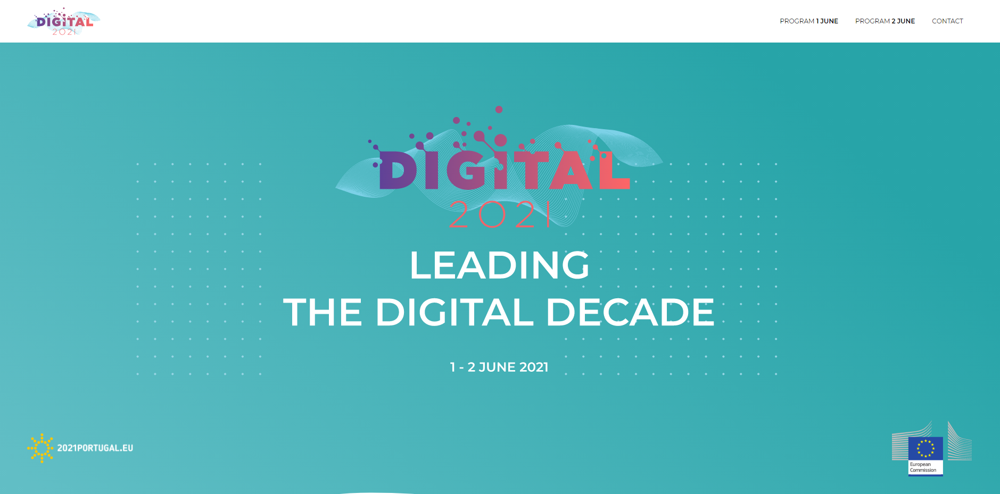 DIGITAL
2021
PROGRAM 1 JUNE
PROGRAM 2 JUNE
CONTACT
DIGITAL
2021
LEADING
THE DIGITAL DECADE
1 - 2 JUNE 2021
2021PORTUGAL.EU
European
Commission